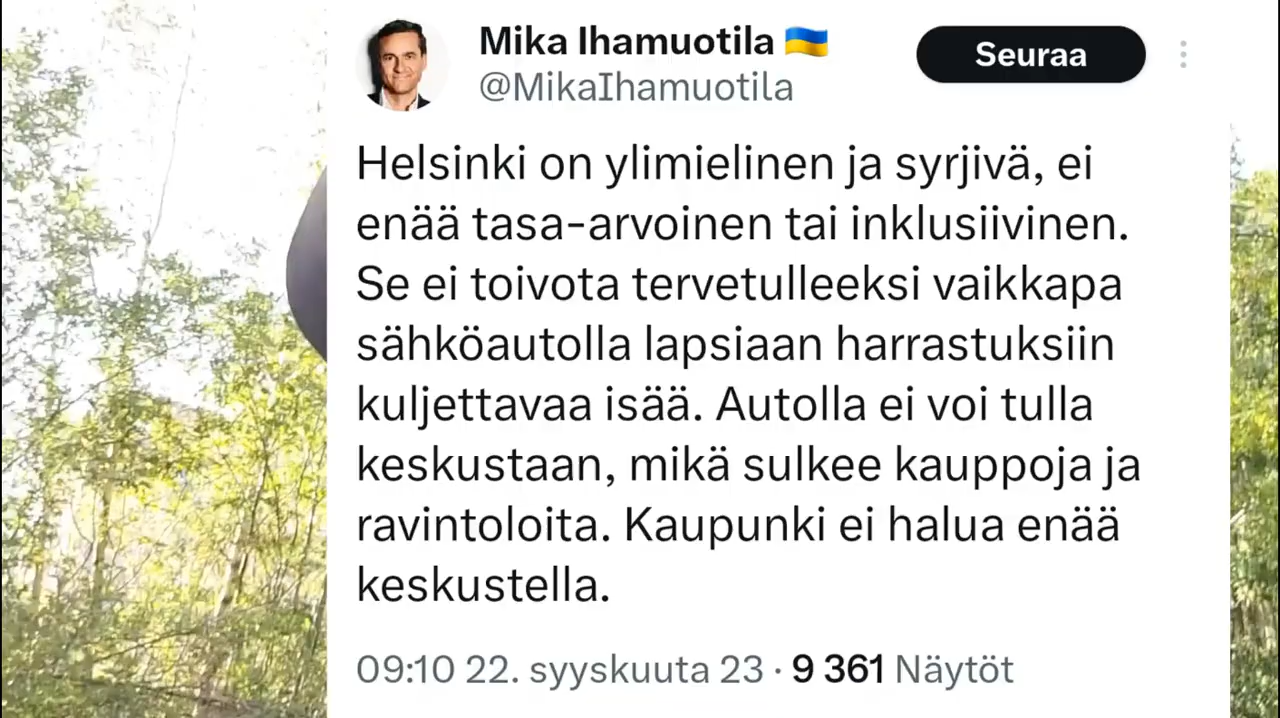 Mika Ihamuotila 🇺🇦
@MikaIhamuotila
Seuraa
Helsinki on ylimielinen ja syrjivä, ei
enää tasa-arvoinen tai inklusiivinen.
Se ei toivota tervetulleeksi vaikkapa
sähköautolla lapsiaan harrastuksiin
kuljettavaa isää. Autolla ei voi tulla
keskustaan, mikä sulkee kauppoja ja
ravintoloita. Kaupunki ei halua enää
keskustella.
09:10 22. syyskuuta 23 · 9 361 Näytöt